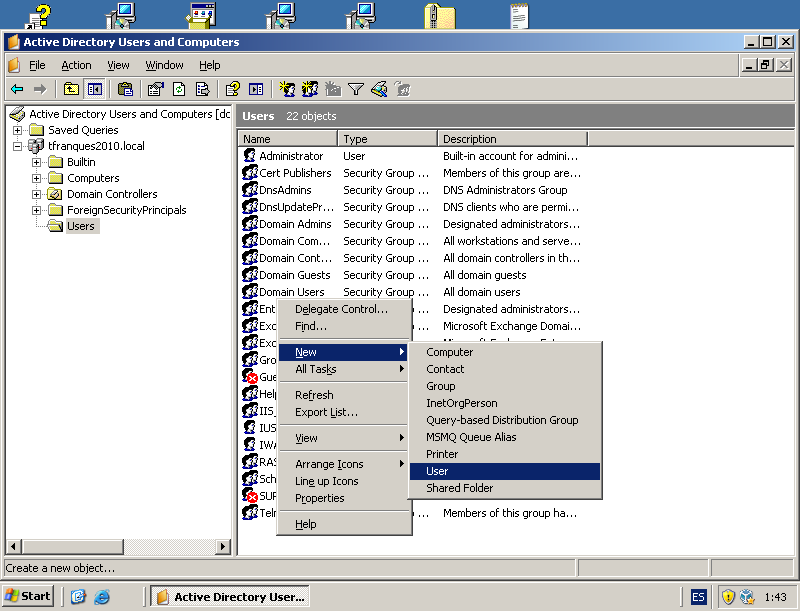 Active Directory Users and Computers
File Action View Window Help
Active Directory Users and Computers [dc
Saved Queries
tfranques2010.local
Builtin
Computers
Domain Controllers
ForeignSecurityPrincipals
Users
Users 22 objects
Name Type Description
Administrator User Built-in account for admini...
Cert Publishers Security Group ... Members of this group are...
DnsAdmins Security Group ... DNS Administrators Group
DnsUpdatePr... Security Group ... DNS clients who are permi...
Domain Admins Security Group ... Designated administrators...
Domain Com... Security Group ... All workstations and serve...
Domain Cont... Security Group ... All domain controllers in th...
Domain Guests Security Group ... All domain guests
Domain Users Security Group ... All domain users
Ent ... Designated administrators...
Exc ... Microsoft Exchange Domai...
Exc
Gro
Gue
Help
IIS_
IUS
IWA
RAS
Sch
SUP
Teln ... Members of this group ha...
Delegate Control...
Find...
New
All Tasks
Refresh
Export List...
View
Arrange Icons
Line up Icons
Properties
Help
Computer
Contact
Group
InetOrgPerson
Query-based Distribution Group
MSMQ Queue Alias
Printer
User
Shared Folder
Create a new object...
Start Active Directory User... ES 1:43